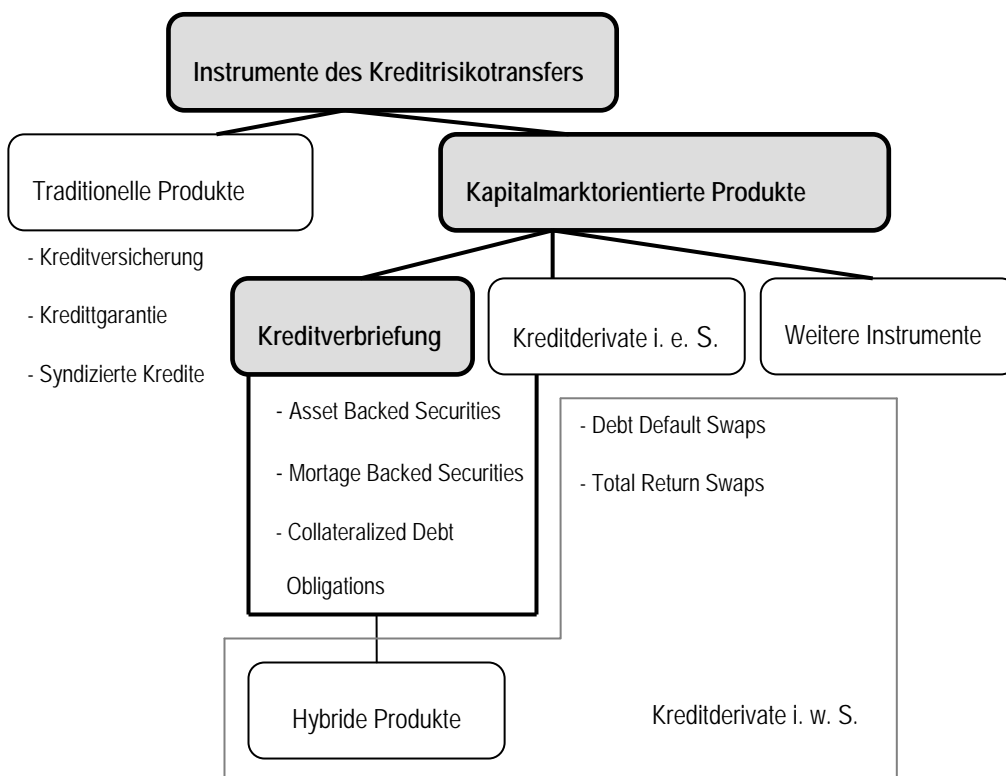 Instrumente des Kreditrisikotransfers
Traditionelle Produkte
Kapitalmarktorientierte Produkte
- Kreditversicherung
- Kredittgarantie
- Syndizierte Kredite
Kreditverbriefung
Kreditderivate i. e. S.
Weitere Instrumente
- Asset Backed Securities
- Mortage Backed Securities
- Collateralized Debt
Obligations
- Debt Default Swaps
- Total Return Swaps
Hybride Produkte
Kreditderivate i. w. S.